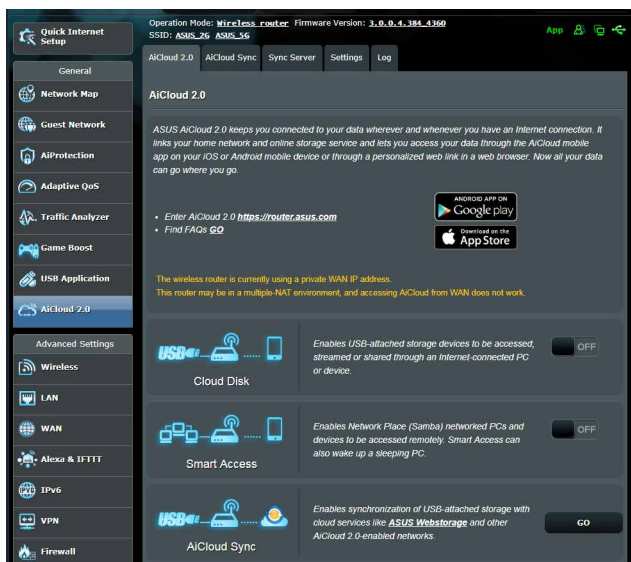 Quick Internet
Setup
General
Network Map
Guest Network
AiProtection
Adaptive QoS
Traffic Analyzer
Game Boost
USB Application
AiCloud 2.0
Advanced Settings
Wireless
LAN
WAN
Alexa & IFTTT
IPv6
VPN
Firewall
Operation Mode: Wireless router Firmware Version: 3.0.0.4.384_4360
SSID: ASUS_2G ASUS_5G
App
AiCloud 2.0 AiCloud Sync Sync Server Settings Log
AiCloud 2.0
ASUS AiCloud 2.0 keeps you connected to your data wherever and whenever you have an Internet connection. It
links your home network and online storage service and lets you access your data through the AiCloud mobile
app on your iOS or Android mobile device or through a personalized web link in a web browser. Now all your data
can go where you go.
• Enter AiCloud 2.0 https://router.asus.com
• Find FAQs GO
ANDROID APP ON
Google play
Download on the
App Store
The wireless router is currently using a private WAN IP address.
This router may be in a multiple-NAT environment, and accessing AiCloud from WAN does not work.
USB
Cloud Disk
Enables USB-attached storage devices to be accessed,
streamed or shared through an Internet-connected PC
or device.
OFF
Smart Access
Enables Network Place (Samba) networked PCs and
devices to be accessed remotely. Smart Access can
also wake up a sleeping PC.
OFF
USB
AiCloud Sync
Enables synchronization of USB-attached storage with
cloud services like ASUS Webstorage and other
AiCloud 2.0-enabled networks.
GO